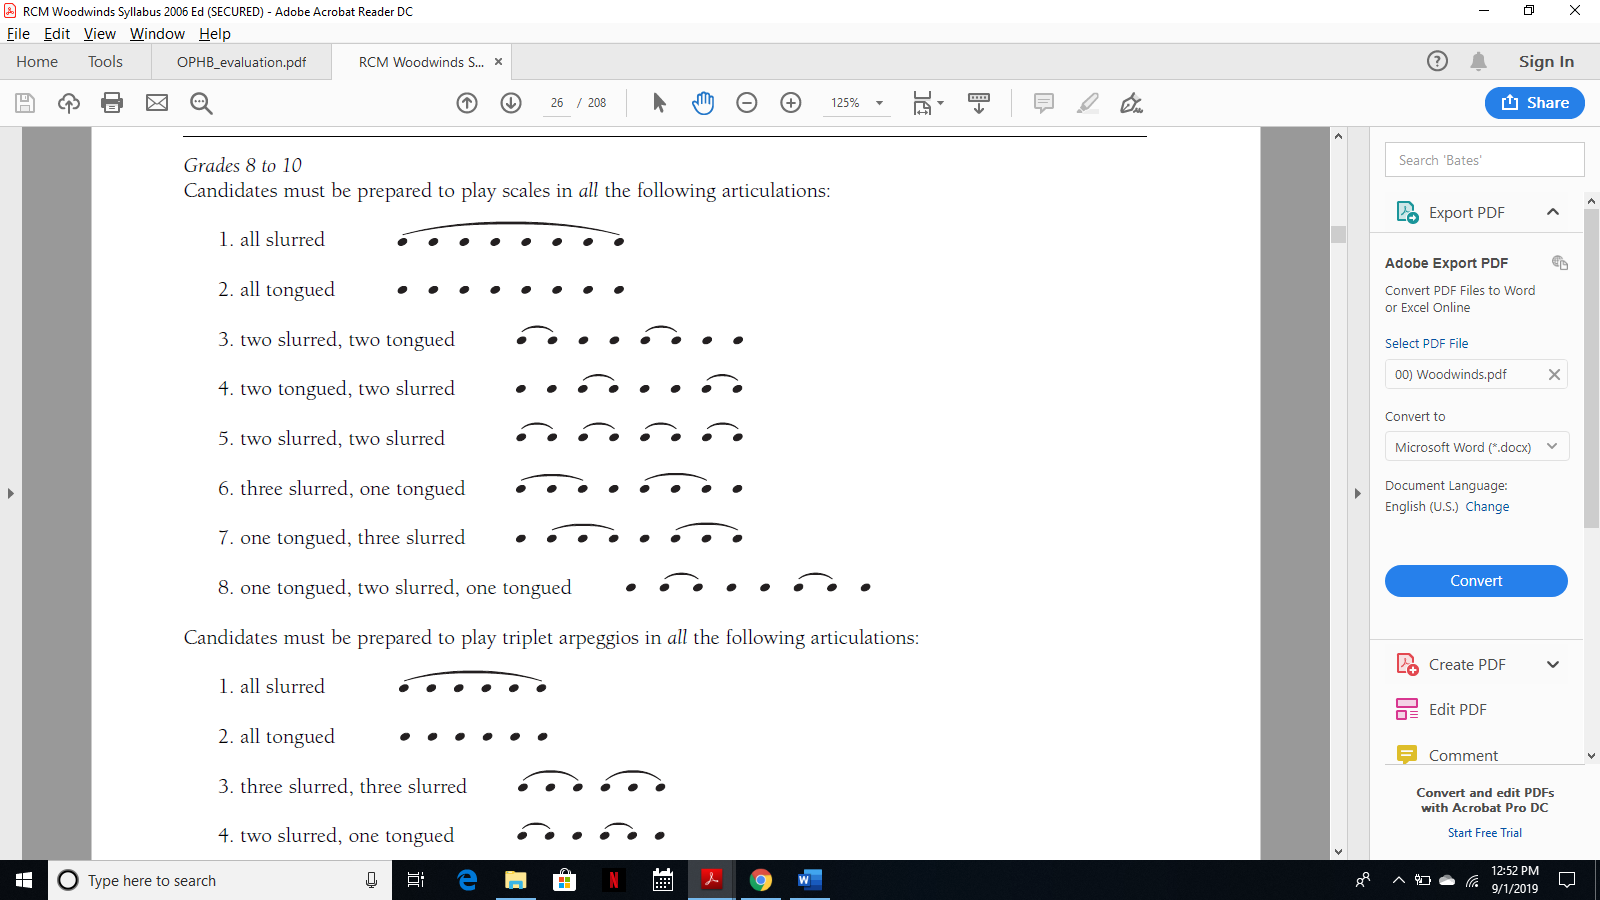 RCM Woodwinds Syllabus 2006 Ed (SECURED) - Adobe Acrobat Reader DC
File Edit View Window Help
Home Tools OPHB_evaluation.pdf RCM Woodwinds S... × Sign In
26 / 208 125% Share
Grades 8 to 10
Candidates must be prepared to play scales in all the following articulations:
1. all slurred
2. all tongued
3. two slurred, two tongued
4. two tongued, two slurred
5. two slurred, two slurred
6. three slurred, one tongued
7. one tongued, three slurred
8. one tongued, two slurred, one tongued
Candidates must be prepared to play triplet arpeggios in all the following articulations:
1. all slurred
2. all tongued
3. three slurred, three slurred
4. two slurred, one tongued
Search 'Bates'
Export PDF
Adobe Export PDF
Convert PDF Files to Word
or Excel Online
Select PDF File
00) Woodwinds.pdf
Convert to
Microsoft Word (*.docx)
Document Language:
English (U.S.) Change
Convert
Create PDF
Edit PDF
Comment
Convert and edit PDFs
with Acrobat Pro DC
Start Free Trial
Type here to search
12:52 PM
9/1/2019